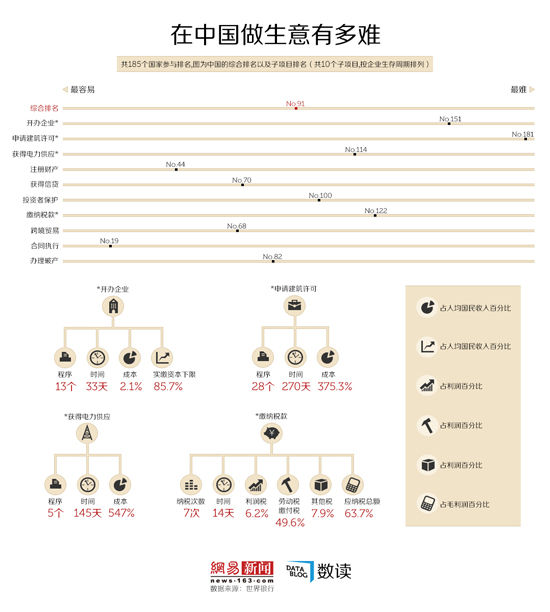 在中国做生意有多难
共185个国家参与排名,图为中国的综合排名以及子项目排名(共10个子项目,按企业生存周期排列)
最容易 最难
综合排名 No.91
开办企业* No.151
申请建筑许可* No.181
获得电力供应* No.114
注册财产 No.44
获得信贷 No.70
投资者保护 No.100
缴纳税款* No.122
跨境贸易 No.68
合同执行 No.19
办理破产 No.82
*开办企业
程序 时间 成本 实缴资本下限
13个 33天 2.1% 85.7%
*申请建筑许可
程序 时间 成本
28个 270天 375.3%
*获得电力供应
程序 时间 成本
5个 145天 547%
*缴纳税款
纳税次数 时间 利润税 劳动税缴付税 其他税 应纳税总额
7次 14天 6.2% 49.6% 7.9% 63.7%
占人均国民收入百分比
占人均国民收入百分比
占利润百分比
占利润百分比
占利润百分比
占毛利润百分比
網易新闻
news·163·com
DATA BLOG 数读
数据来源：世界银行